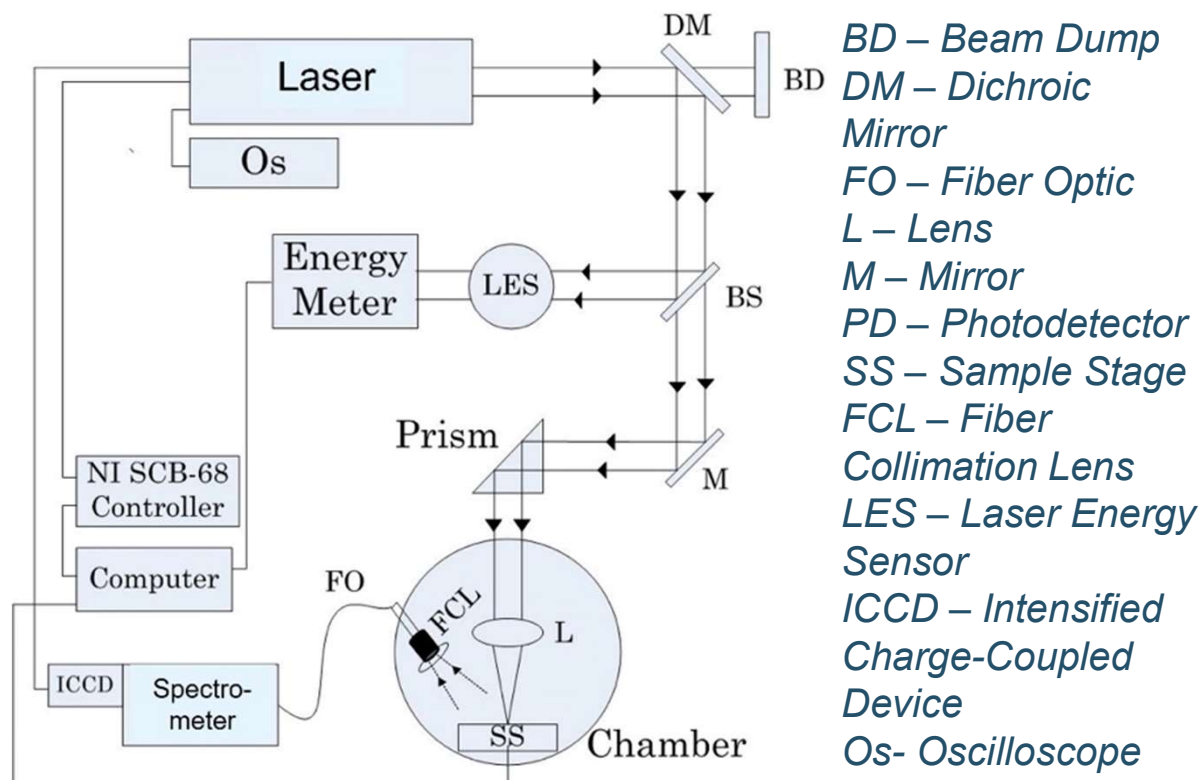 DM
Laser
BD
Os
Energy
Meter
LES
BS
Prism
M
NI SCB-68
Controller
Computer
FO
FCL
L
ICCD
Spectro-
meter
SS
Chamber
BD – Beam Dump
DM – Dichroic
Mirror
FO – Fiber Optic
L – Lens
M – Mirror
PD – Photodetector
SS – Sample Stage
FCL – Fiber
Collimation Lens
LES – Laser Energy
Sensor
ICCD – Intensified
Charge-Coupled
Device
Os- Oscilloscope